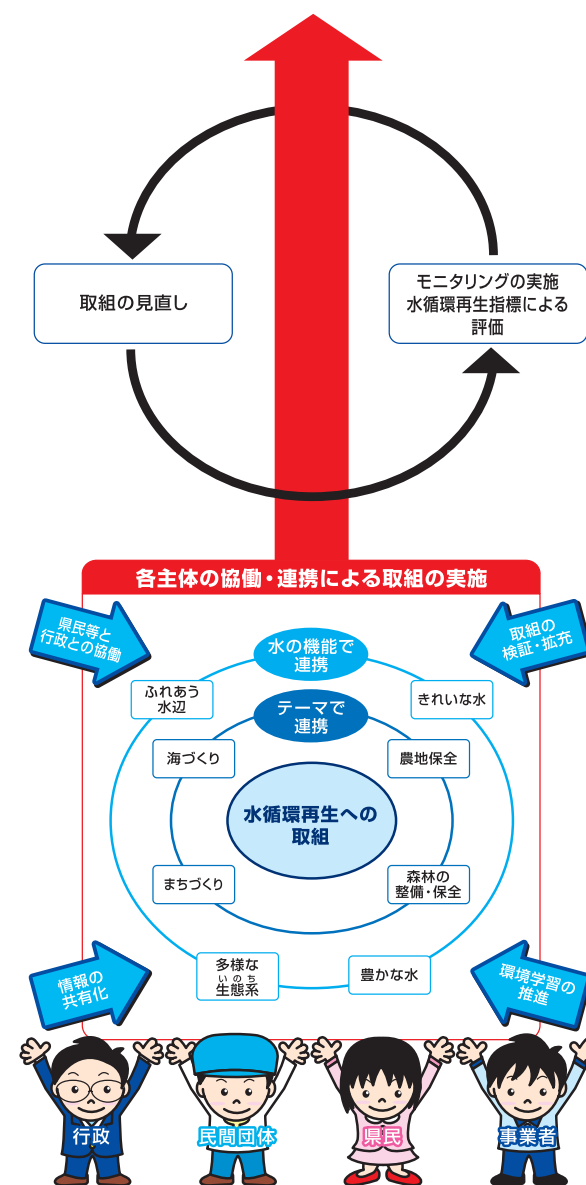 取組の見直し
モニタリングの実施
水循環再生指標による
評価
各主体の協働・連携による取組の実施
県民等と
行政との協働
取組の
検証・拡充
水の機能で
連携
ふれあう
水辺
きれいな水
テーマで
連携
海づくり
農地保全
水循環再生への
取組
まちづくり
森林の
整備・保全
多様な
いのち
生態系
豊かな水
情報の
共有化
環境学習の
推進
行政
民間団体
県民
事業者